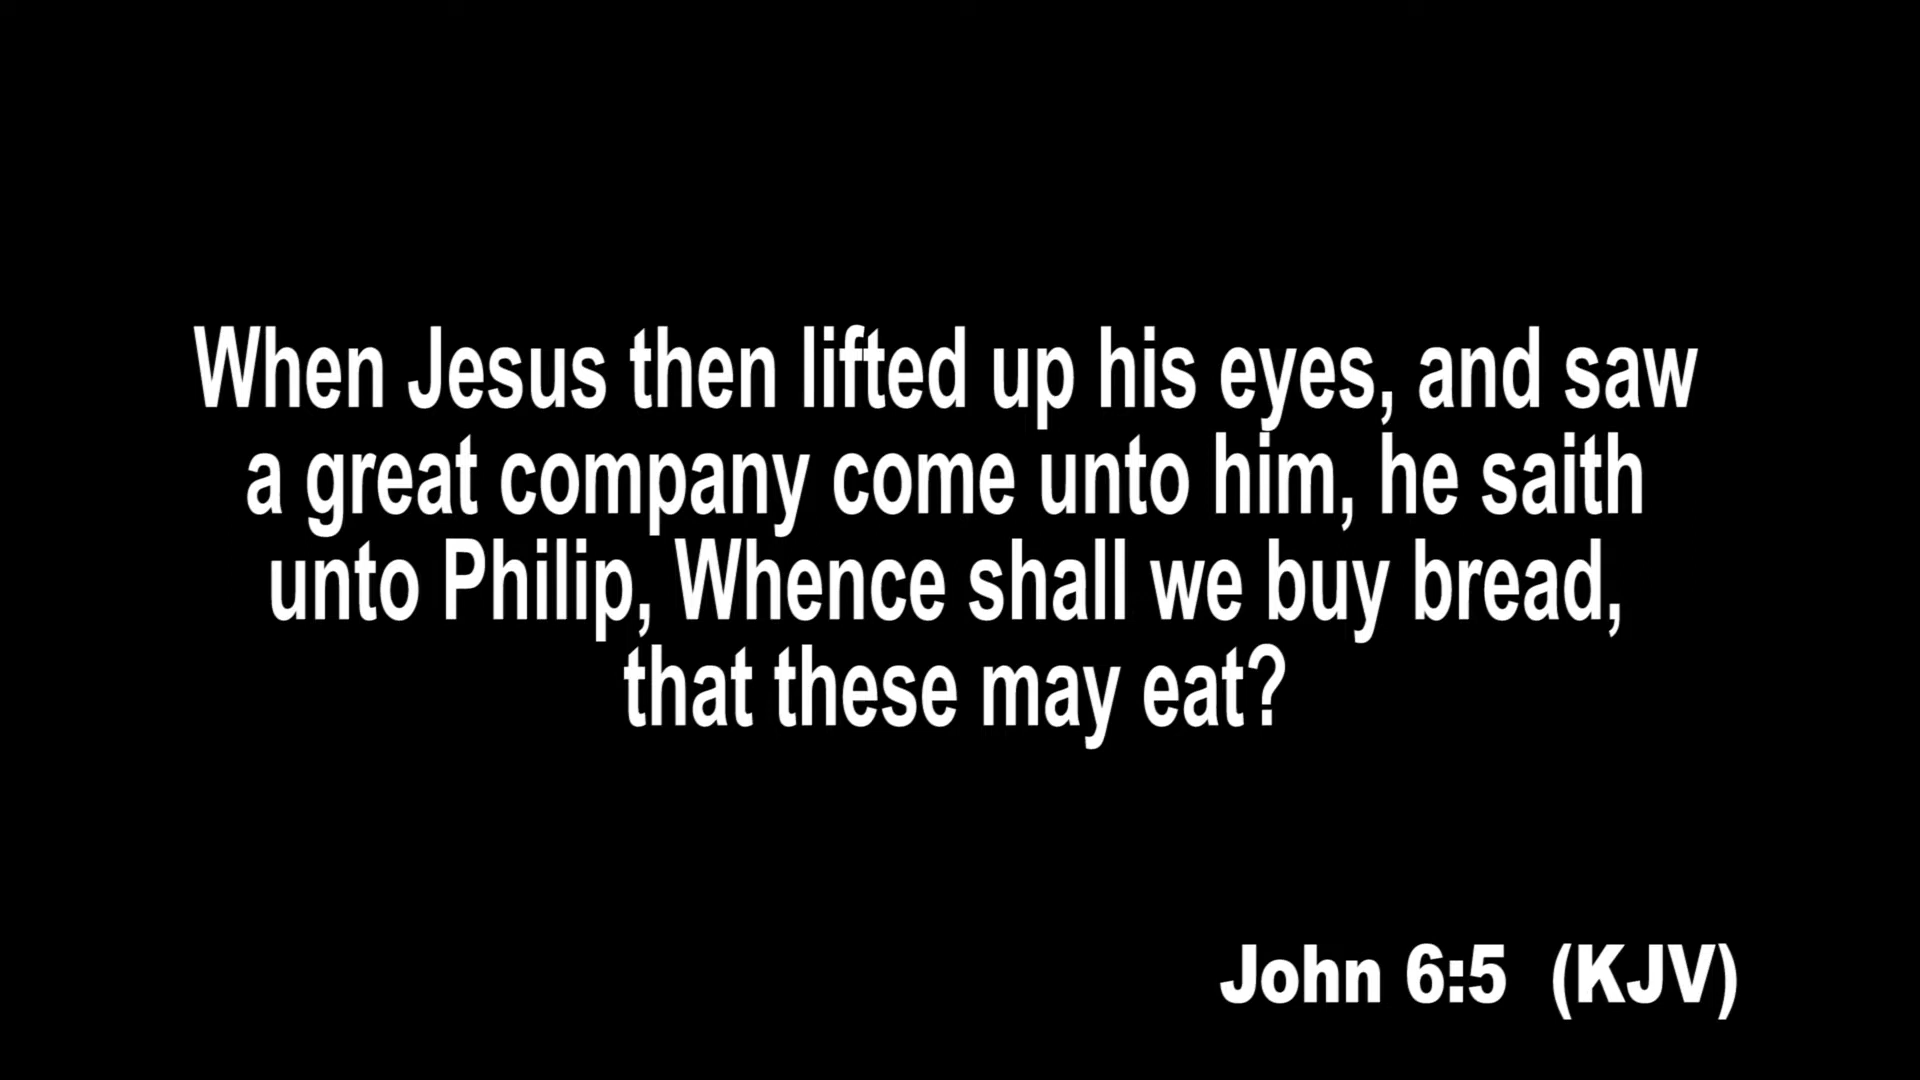 When Jesus then lifted up his eyes, and saw
a great company come unto him, he saith
unto Philip, Whence shall we buy bread,
that these may eat?
John 6:5  (KJV)